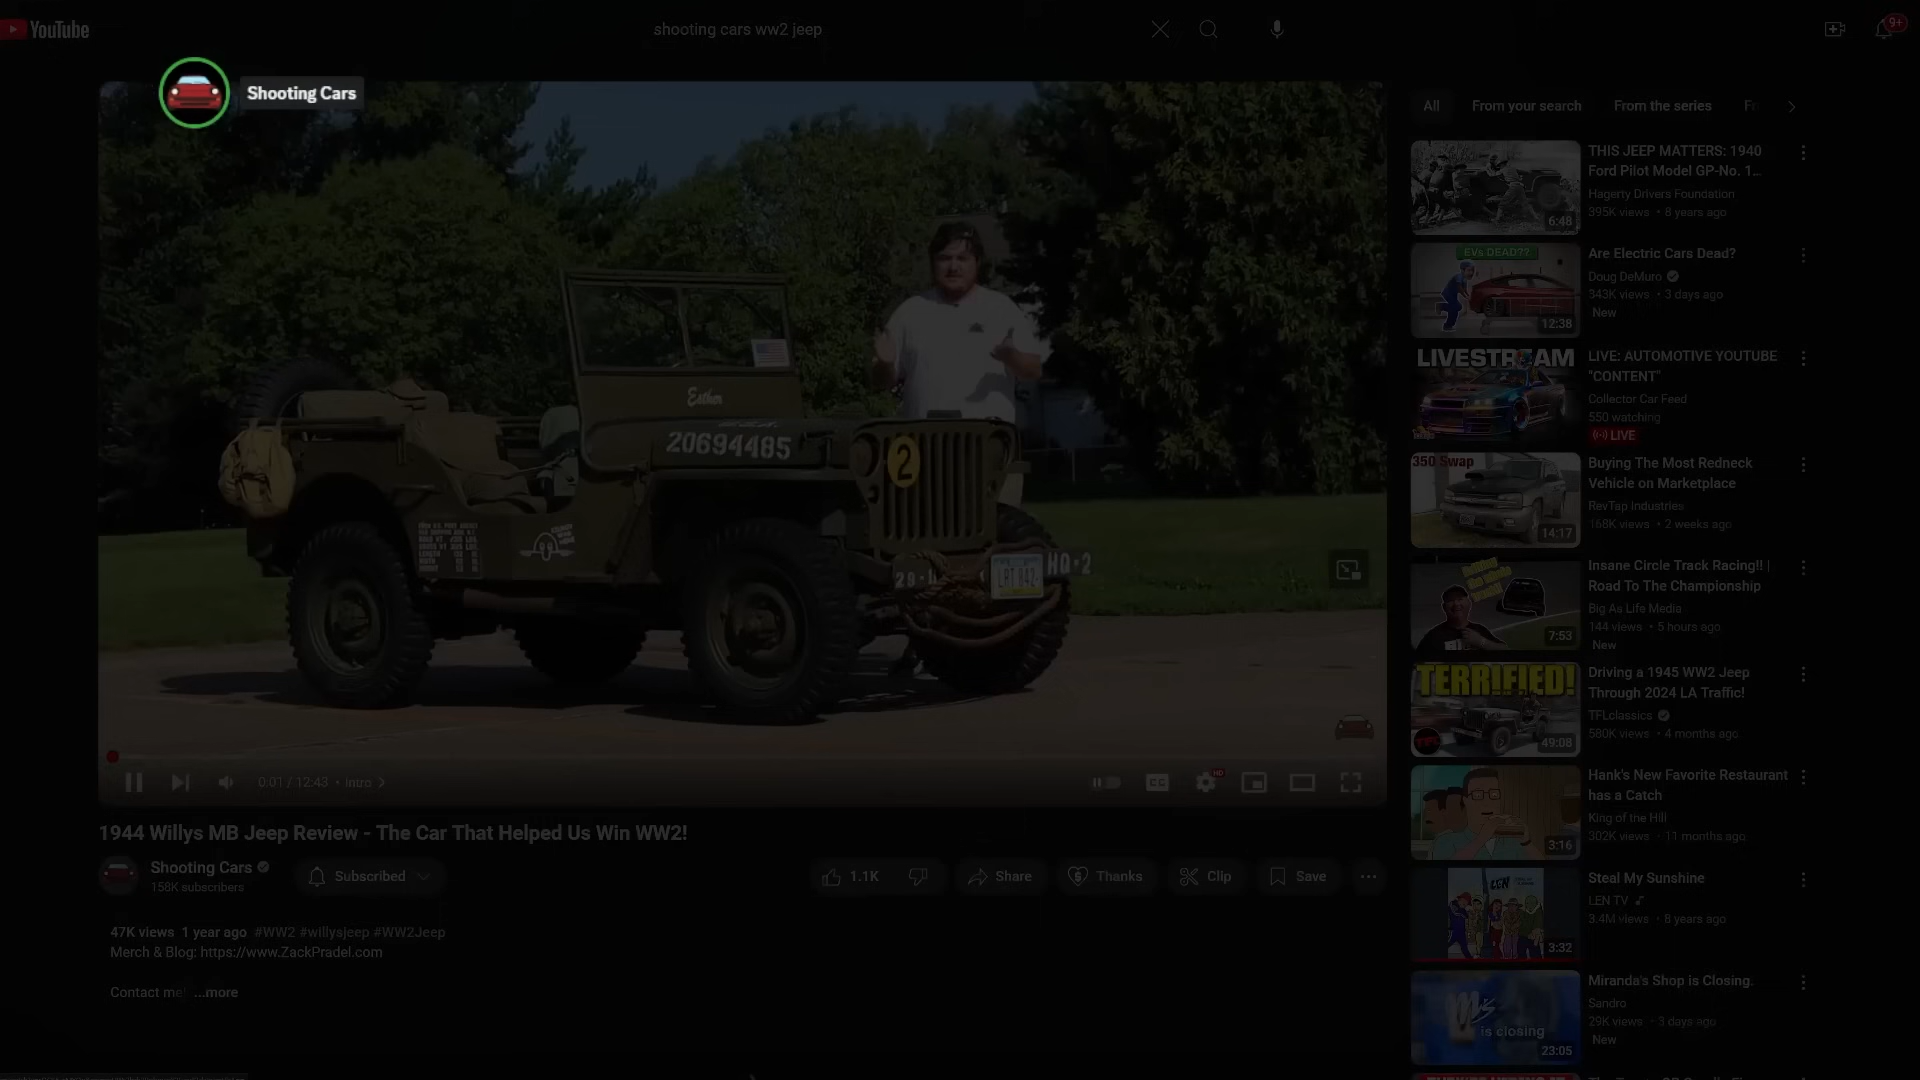 YouTube
shooting cars ww2 jeep
9+
Shooting Cars
Esther
20694485
2
HQ-2
0:01 / 12:43 • Intro
CC
HD
1944 Willys MB Jeep Review - The Car That Helped Us Win WW2!
Shooting Cars
158K subscribers
Subscribed
1.1K
Share
Thanks
Clip
Save
47K views 1 year ago #WW2 #willysjeep #WW2Jeep
Merch & Blog: https://www.ZackPradel.com
Contact me
...more
All
From your search
From the series
THIS JEEP MATTERS: 1940
Ford Pilot Model GP-No. 1...
Hagerty Drivers Foundation
395K views • 8 years ago
6:48
EVs DEAD??
12:38
Are Electric Cars Dead?
Doug DeMuro
343K views • 3 days ago
New
LIVESTREAM
LIVE: AUTOMOTIVE YOUTUBE
"CONTENT"
Collector Car Feed
550 watching
LIVE
350 Swap
14:17
Buying The Most Redneck
Vehicle on Marketplace
RevTap Industries
168K views • 2 weeks ago
7:53
Insane Circle Track Racing!! |
Road To The Championship
Big As Life Media
144 views • 5 hours ago
New
TERRIFIED!
49:08
Driving a 1945 WW2 Jeep
Through 2024 LA Traffic!
TFLclassics
580K views • 4 months ago
3:16
Hank's New Favorite Restaurant
has a Catch
King of the Hill
302K views • 11 months ago
LEN
3:32
Steal My Sunshine
LEN TV
3.4M views • 8 years ago
is closing
23:05
Miranda's Shop is Closing.
Sandro
29K views • 3 days ago
New